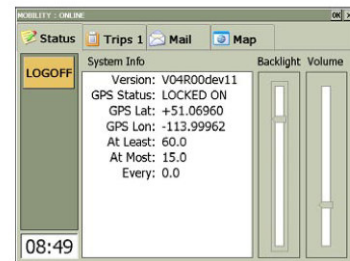 MOBILITY : ONLINE OK X
Status Trips 1 Mail Map
LOGOFF
System Info
Version: V04R00dev11
GPS Status: LOCKED ON
GPS Lat: +51.06960
GPS Lon: -113.99962
At Least: 60.0
At Most: 15.0
Every: 0.0
Backlight Volume
08:49